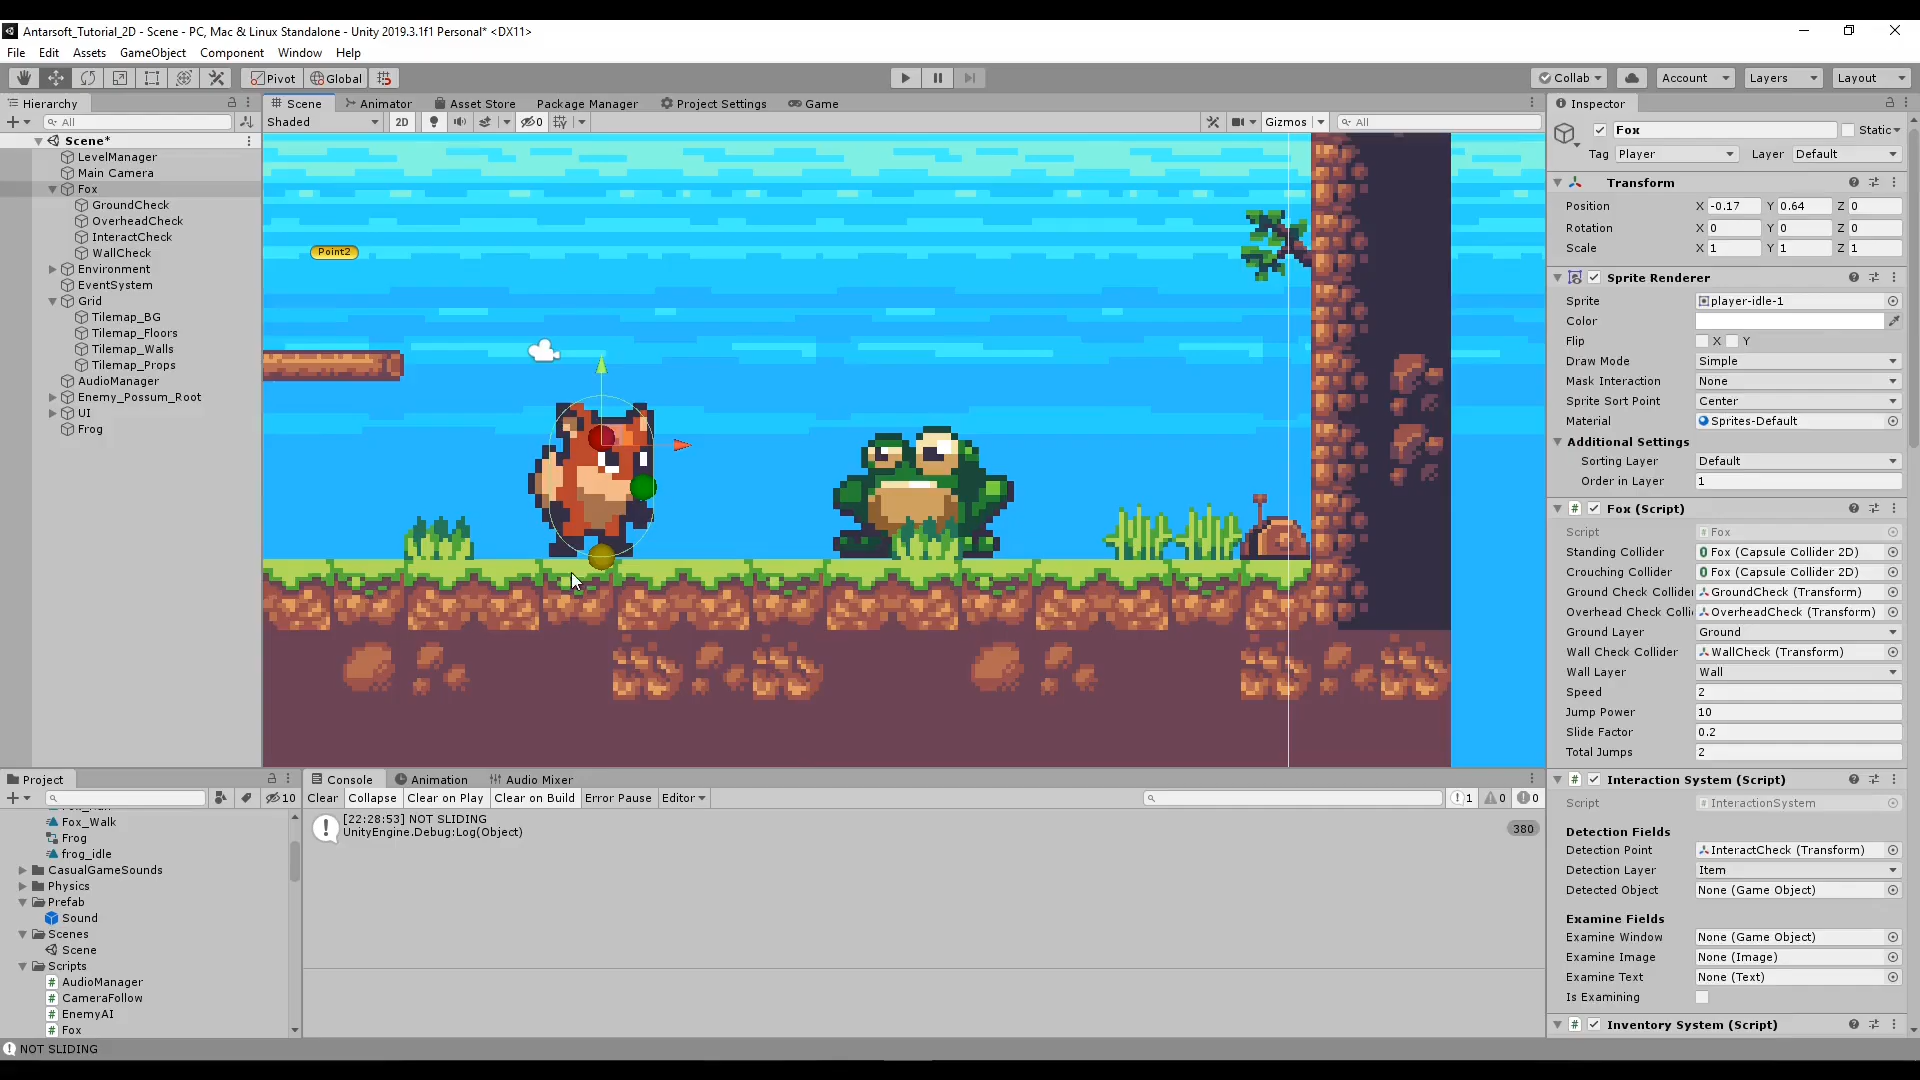 Antarsoft_Tutorial_2D - Scene - PC, Mac & Linux Standalone - Unity 2019.3.1f1 Personal* <DX11>
File Edit Assets GameObject Component Window Help
Pivot Global Collab Account Layers Layout
Hierarchy
All
Scene*
LevelManager
Main Camera
Fox
GroundCheck
OverheadCheck
InteractCheck
WallCheck
Environment
EventSystem
Grid
Tilemap_BG
Tilemap_Floors
Tilemap_Walls
Tilemap_Props
AudioManager
Enemy_Possum_Root
UI
Frog
Scene Animator Asset Store Package Manager Project Settings Game
Shaded 2D 0 Gizmos All
Point2
Inspector
Fox Static
Tag Player Layer Default
Transform
Position X -0.17 Y 0.64 Z 0
Rotation X 0 Y 0 Z 0
Scale X 1 Y 1 Z 1
Sprite Renderer
Sprite player-idle-1
Color
Flip X Y
Draw Mode Simple
Mask Interaction None
Sprite Sort Point Center
Material Sprites-Default
Additional Settings
Sorting Layer Default
Order in Layer 1
Fox (Script)
Script Fox
Standing Collider Fox (Capsule Collider 2D)
Crouching Collider Fox (Capsule Collider 2D)
Ground Check Collider GroundCheck (Transform)
Overhead Check Colli OverheadCheck (Transform)
Ground Layer Ground
Wall Check Collider WallCheck (Transform)
Wall Layer Wall
Speed 2
Jump Power 10
Slide Factor 0.2
Total Jumps 2
Interaction System (Script)
Script InteractionSystem
Detection Fields
Detection Point InteractCheck (Transform)
Detection Layer Item
Detected Object None (Game Object)
Examine Fields
Examine Window None (Game Object)
Examine Image None (Image)
Examine Text None (Text)
Is Examining
Inventory System (Script)
Project
10
Fox_Walk
Frog
frog_idle
CasualGameSounds
Physics
Prefab
Sound
Scenes
Scene
Scripts
AudioManager
CameraFollow
EnemyAI
Fox
Console Animation Audio Mixer
Clear Collapse Clear on Play Clear on Build Error Pause Editor 1 0 0
[22:28:53] NOT SLIDING
UnityEngine.Debug:Log(Object)
380
NOT SLIDING